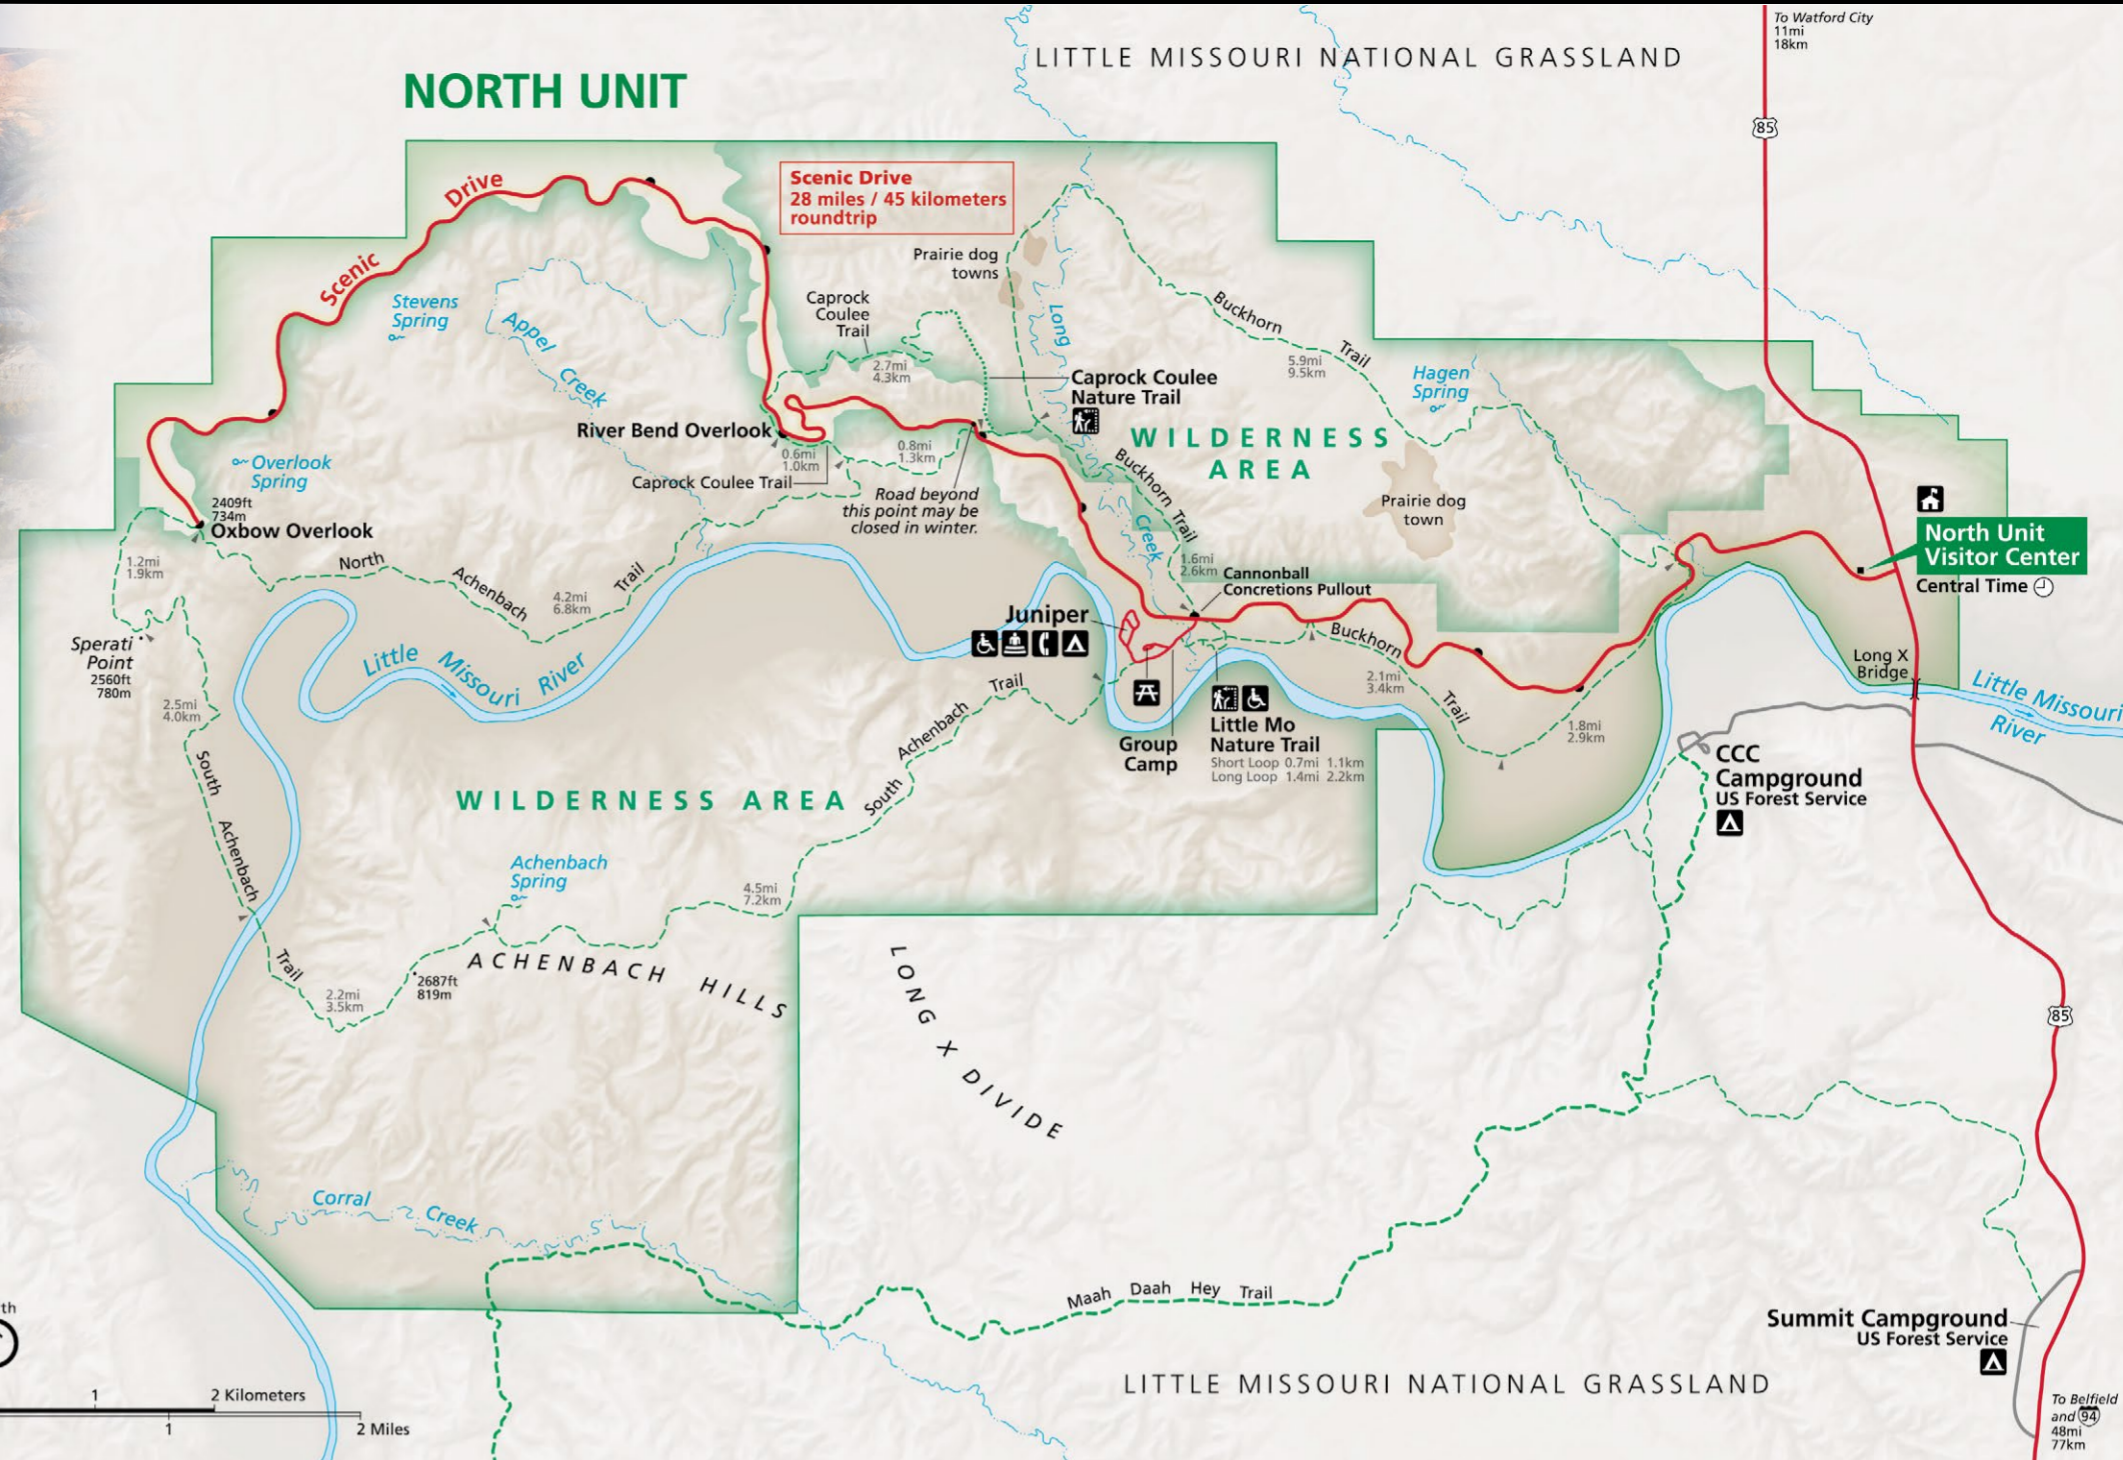 To Watford City
11mi
18km
LITTLE MISSOURI NATIONAL GRASSLAND
NORTH UNIT
85
Scenic Drive
28 miles / 45 kilometers
roundtrip
Scenic Drive
Prairie dog
towns
Stevens
Spring
Appel Creek
Caprock
Coulee
Trail
2.7mi
4.3km
Long Creek
Buckhorn Trail
5.9mi
9.5km
Hagen
Spring
Caprock Coulee
Nature Trail
River Bend Overlook
0.6mi
1.0km
0.8mi
1.3km
Caprock Coulee Trail
Road beyond
this point may be
closed in winter.
WILDERNESS
AREA
Buckhorn Trail
1.6mi
2.6km
Prairie dog
town
Overlook
Spring
2409ft
734m
Oxbow Overlook
North Unit
Visitor Center
Central Time
1.2mi
1.9km
North Achenbach Trail
4.2mi
6.8km
Cannonball
Concretions Pullout
Juniper
Sperati
Point
2560ft
780m
Little Missouri River
Buckhorn Trail
2.1mi
3.4km
1.8mi
2.9km
Long X
Bridge
Little Missouri
River
2.5mi
4.0km
South Achenbach Trail
South Achenbach Trail
Group
Camp
Little Mo
Nature Trail
Short Loop 0.7mi 1.1km
Long Loop 1.4mi 2.2km
CCC
Campground
US Forest Service
WILDERNESS AREA
Achenbach
Spring
4.5mi
7.2km
2.2mi
3.5km
2687ft
819m
ACHENBACH HILLS
LONG X DIVIDE
85
Corral Creek
Maah Daah Hey Trail
Summit Campground
US Forest Service
LITTLE MISSOURI NATIONAL GRASSLAND
th
1
2 Kilometers
1
2 Miles
To Belfield
and 94
48mi
77km